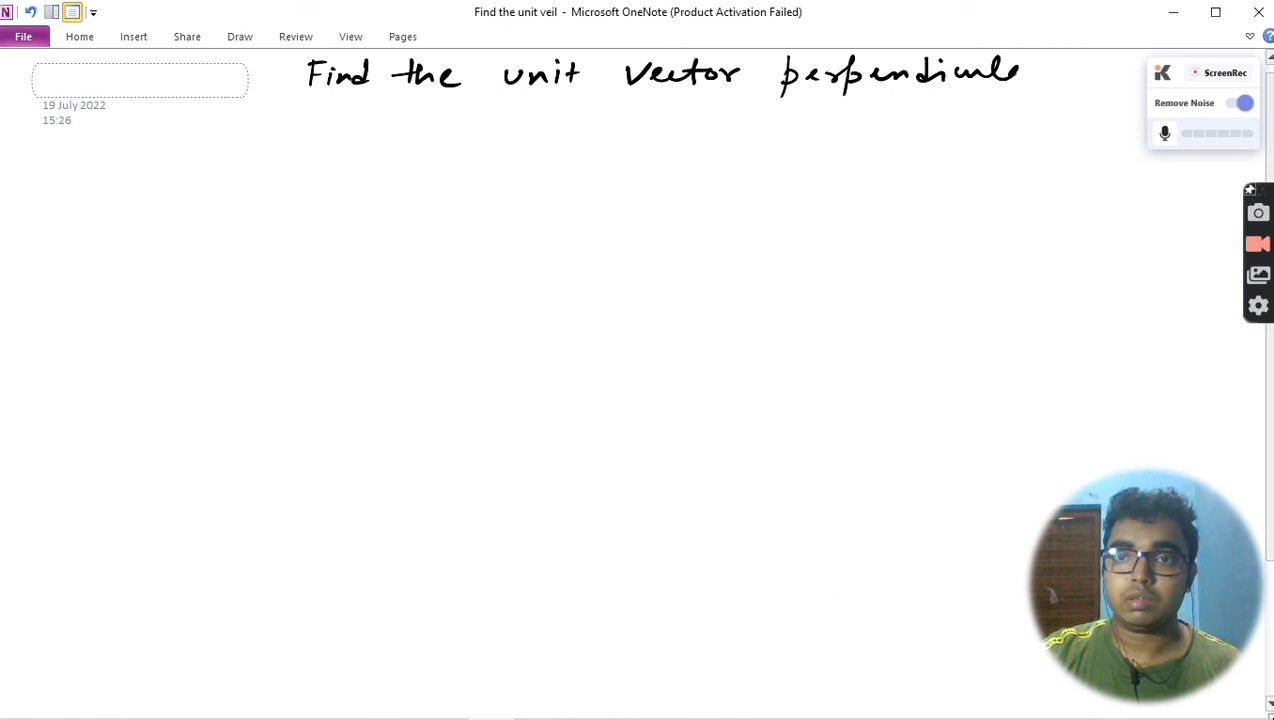 Find the unit veil - Microsoft OneNote (Product Activation Failed)
File Home Insert Share Draw Review View Pages
Find the unit vector perpendicula
19 July 2022
15:26
ScreenRec
Remove Noise